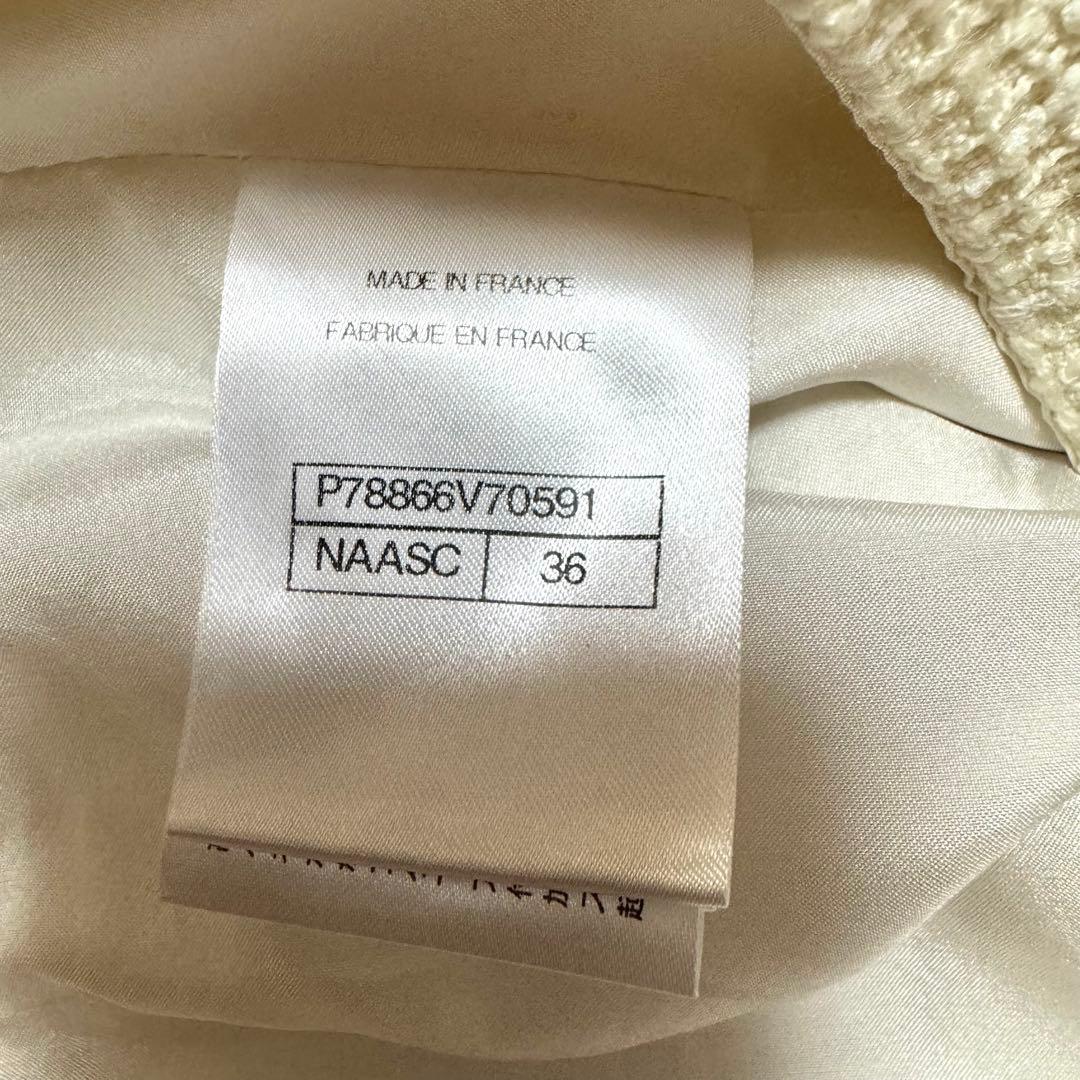 MADE IN FRANCE
FABRIQUE EN FRANCE
P78866V70591
NAASC 36